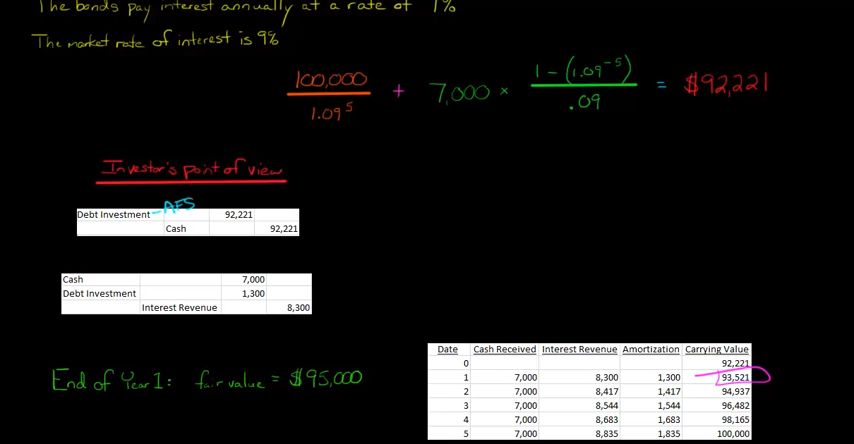 The bonds pay interest annually at a rate of 7%
The market rate of interest is 9%
100,000 / 1.09^5 + 7,000 × 1 - (1.09^-5) / .09 = $92,221
Investor's point of view
Debt Investment - AFS 92,221
Cash 92,221
Cash 7,000
Debt Investment 1,300
Interest Revenue 8,300
End of Year 1: fair value = $95,000
Date Cash Received Interest Revenue Amortization Carrying Value
0 92,221
1 7,000 8,300 1,300 93,521
2 7,000 8,417 1,417 94,937
3 7,000 8,544 1,544 96,482
4 7,000 8,683 1,683 98,165
5 7,000 8,835 1,835 100,000